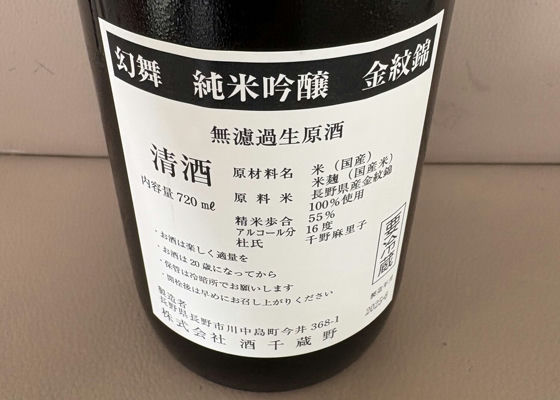 幻舞 純米吟醸 金紋錦
無濾過生原酒
清酒
内容量 720㎖
原材料名 米（国産）
米麹（国産米）
原料米 長野県産金紋錦
100%使用
精米歩合 55%
アルコール分 16度
杜氏 千野麻里子
・お酒は楽しく適量を
・お酒は20歳になってから
・保管は冷暗所でお願いします
・開栓後は早めにお召し上がりください
要冷蔵
製造者
長野県長野市川中島町今井 368-1
株式会社 酒千蔵野